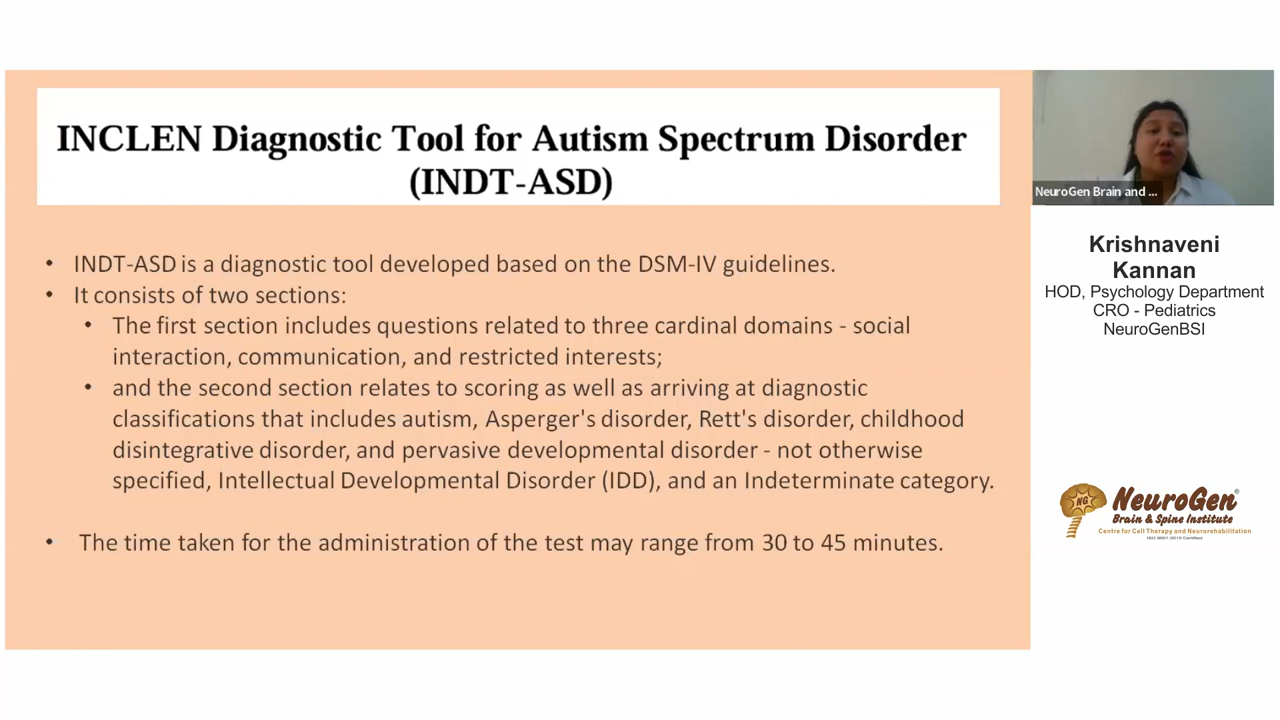 INCLEN Diagnostic Tool for Autism Spectrum Disorder
(INDT-ASD)
• INDT-ASD is a diagnostic tool developed based on the DSM-IV guidelines.
• It consists of two sections:
• The first section includes questions related to three cardinal domains - social
interaction, communication, and restricted interests;
• and the second section relates to scoring as well as arriving at diagnostic
classifications that includes autism, Asperger's disorder, Rett's disorder, childhood
disintegrative disorder, and pervasive developmental disorder - not otherwise
specified, Intellectual Developmental Disorder (IDD), and an Indeterminate category.
• The time taken for the administration of the test may range from 30 to 45 minutes.
NeuroGen Brain and ...
Krishnaveni
Kannan
HOD, Psychology Department
CRO - Pediatrics
NeuroGenBSI
NG
NeuroGen®
Brain & Spine Institute
Centre for Cell Therapy and Neurorehabilitation
ISO 9001:2015 Certified